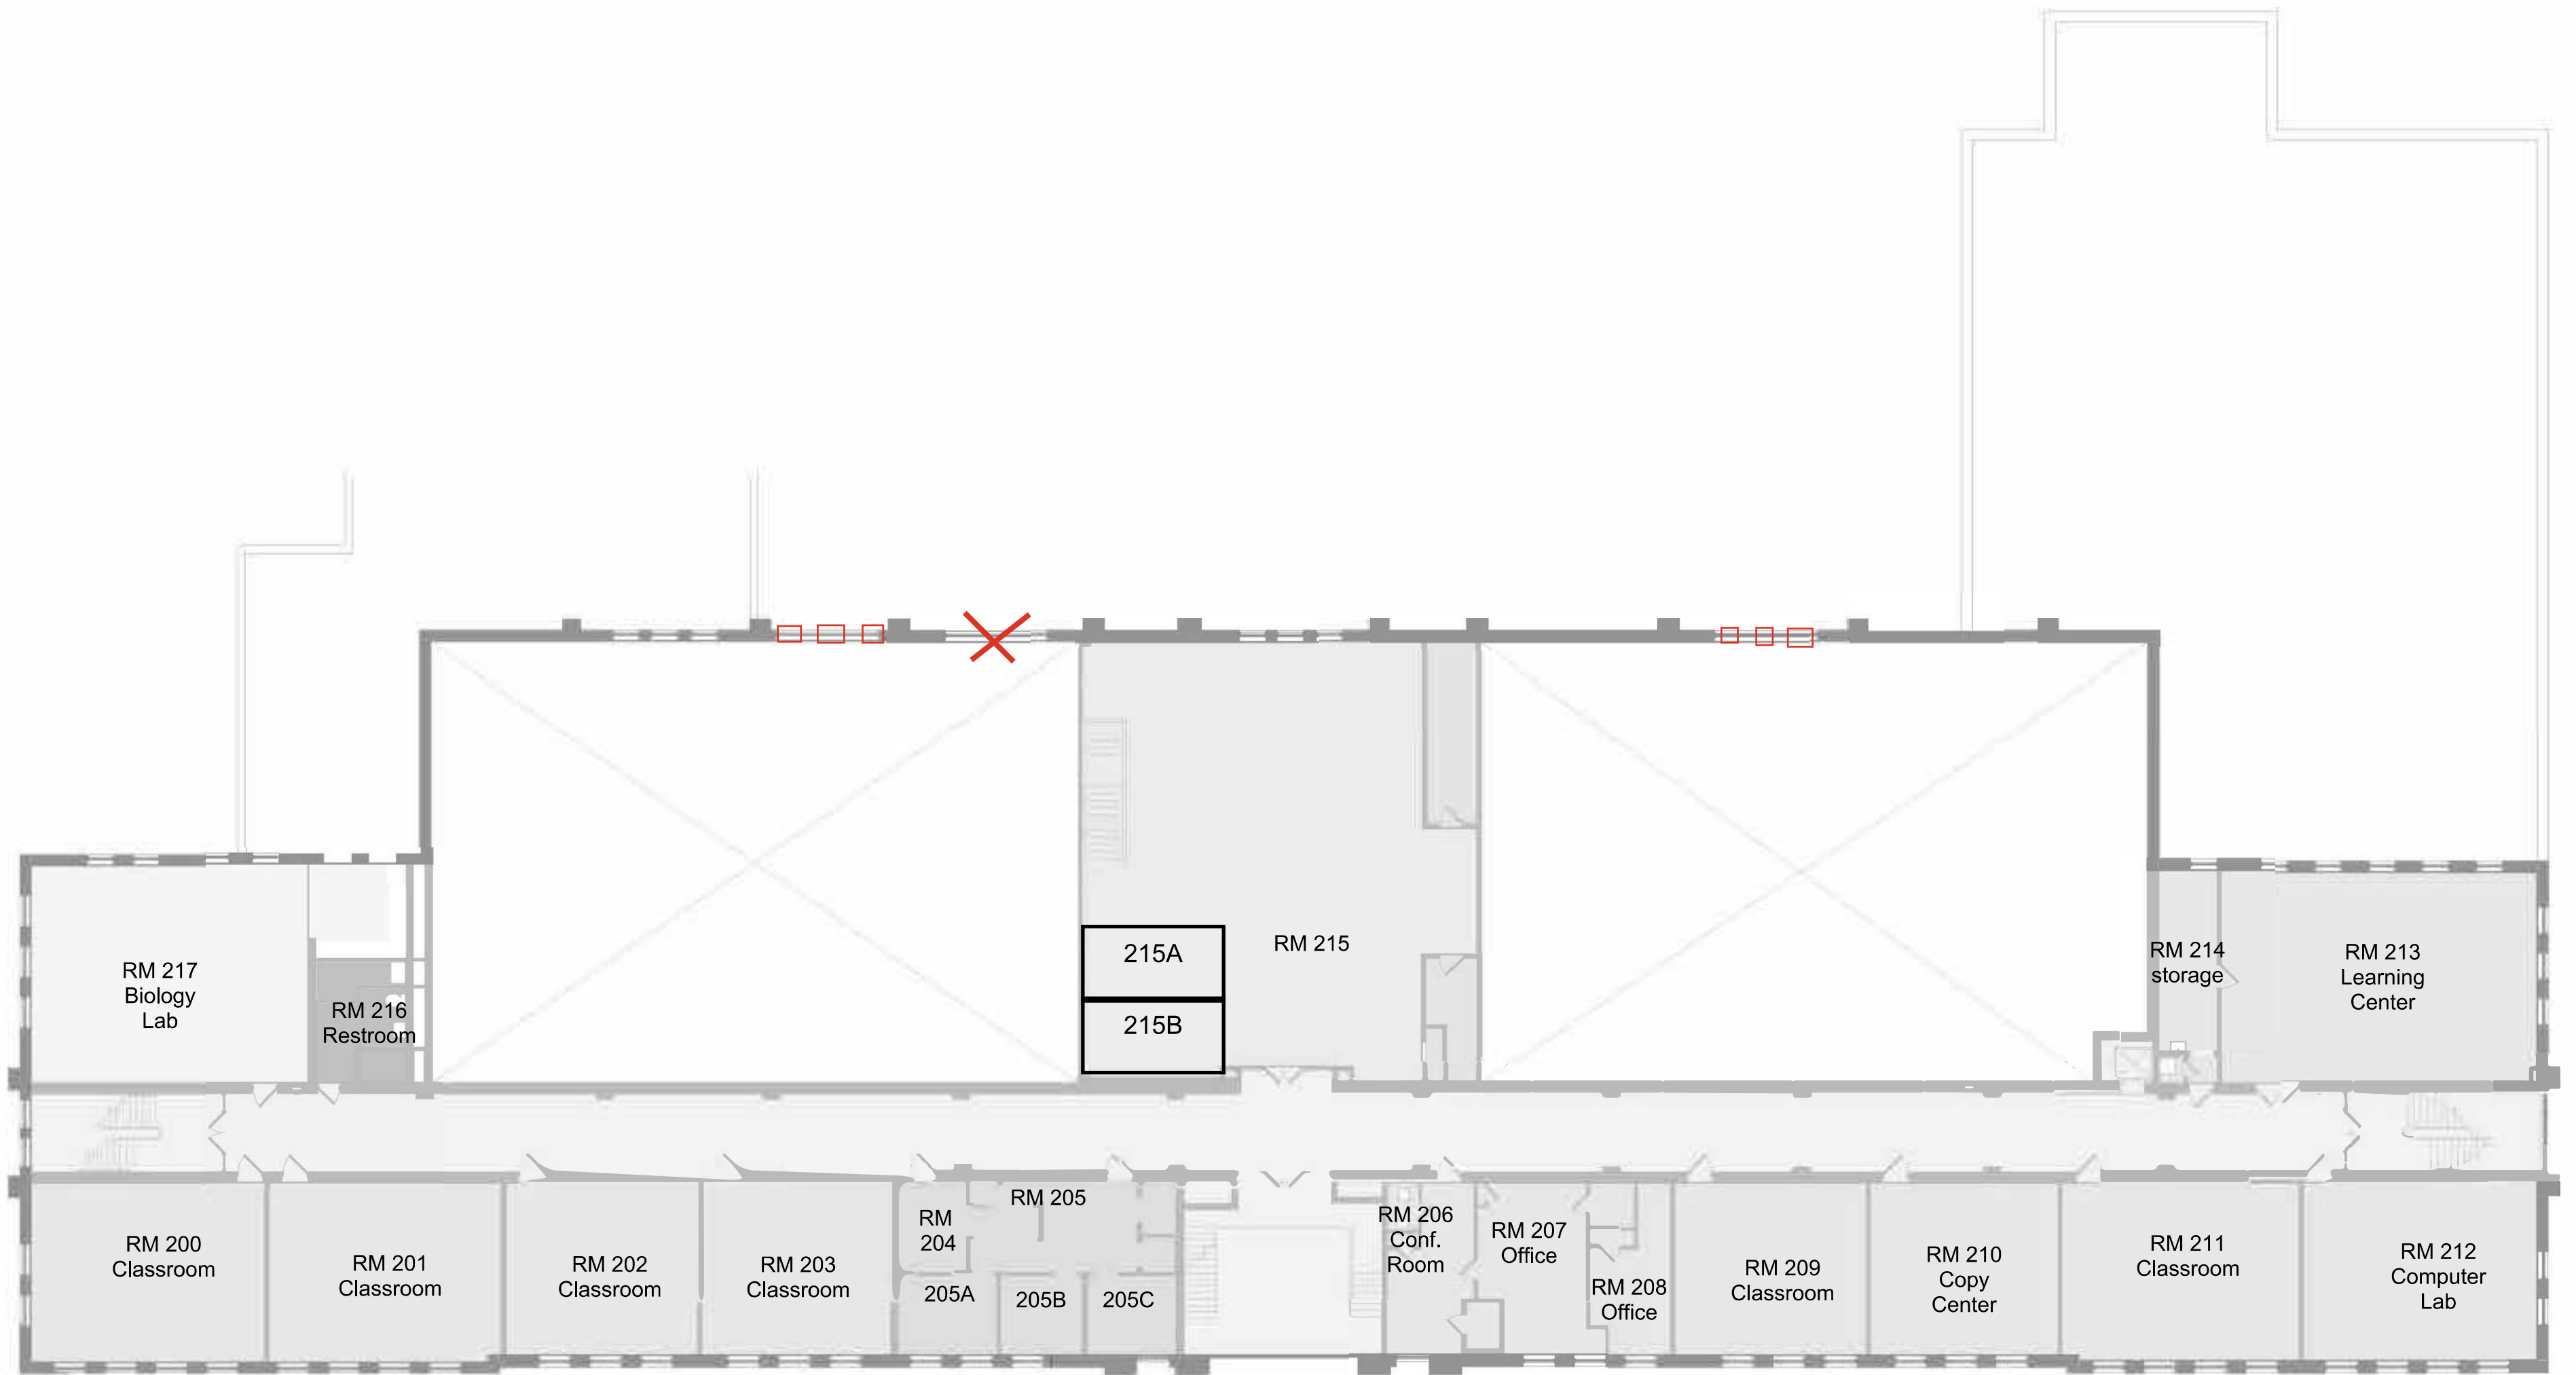 215A
215B
RM 215
RM 217
Biology
Lab
RM 216
Restroom
RM 214
storage
RM 213
Learning
Center
RM 200
Classroom
RM 201
Classroom
RM 202
Classroom
RM 203
Classroom
RM
204
RM 205
205A
205B
205C
RM 206
Conf.
Room
RM 207
Office
RM 208
Office
RM 209
Classroom
RM 210
Copy
Center
RM 211
Classroom
RM 212
Computer
Lab